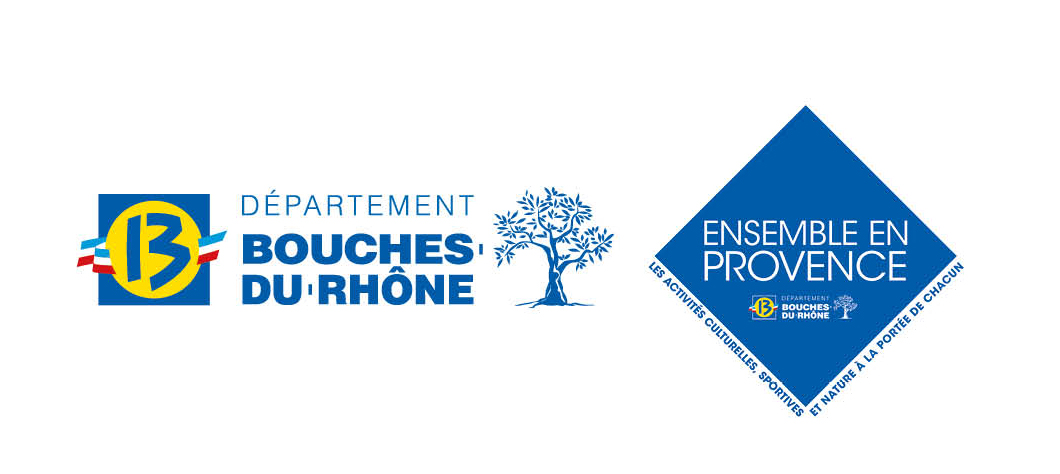 13
DÉPARTEMENT
BOUCHES-
DU-RHÔNE
ENSEMBLE EN
PROVENCE
13
DÉPARTEMENT
BOUCHES-
DU-RHÔNE
LES ACTIVITÉS CULTURELLES, SPORTIVES
ET NATURE À LA PORTÉE DE CHACUN